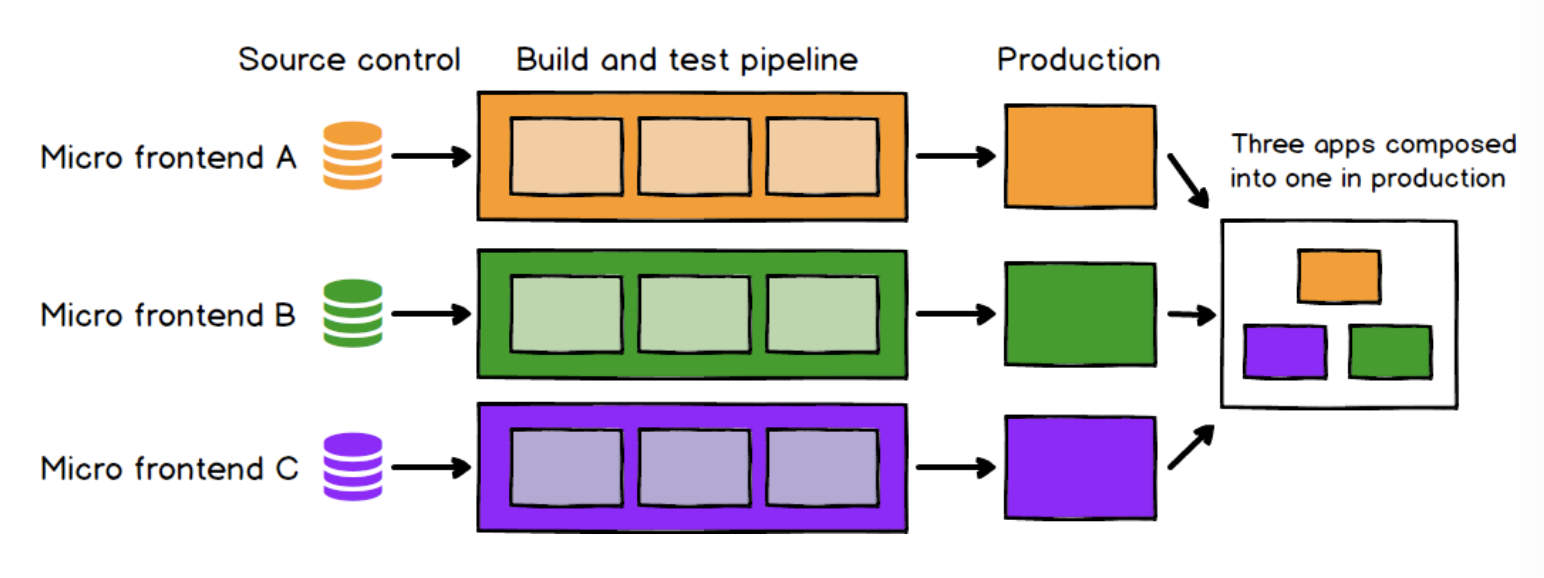 Source control
Build and test pipeline
Production
Micro frontend A
Three apps composed
into one in production
Micro frontend B
Micro frontend C